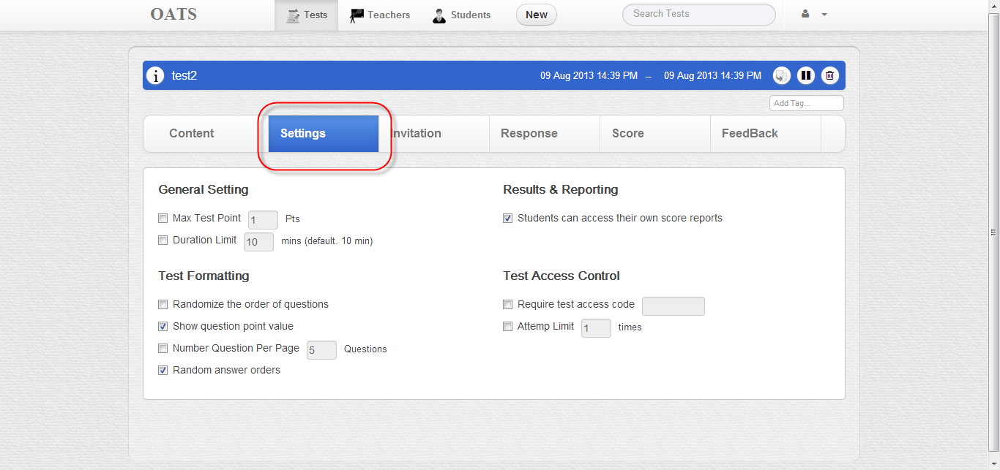 OATS Tests Teachers Students New Search Tests
i test2 09 Aug 2013 14:39 PM – 09 Aug 2013 14:39 PM
Add Tag...
Content Settings Invitation Response Score FeedBack
General Setting
Max Test Point 1 Pts
Duration Limit 10 mins (default. 10 min)
Results & Reporting
Students can access their own score reports
Test Formatting
Randomize the order of questions
Show question point value
Number Question Per Page 5 Questions
Random answer orders
Test Access Control
Require test access code
Attemp Limit 1 times